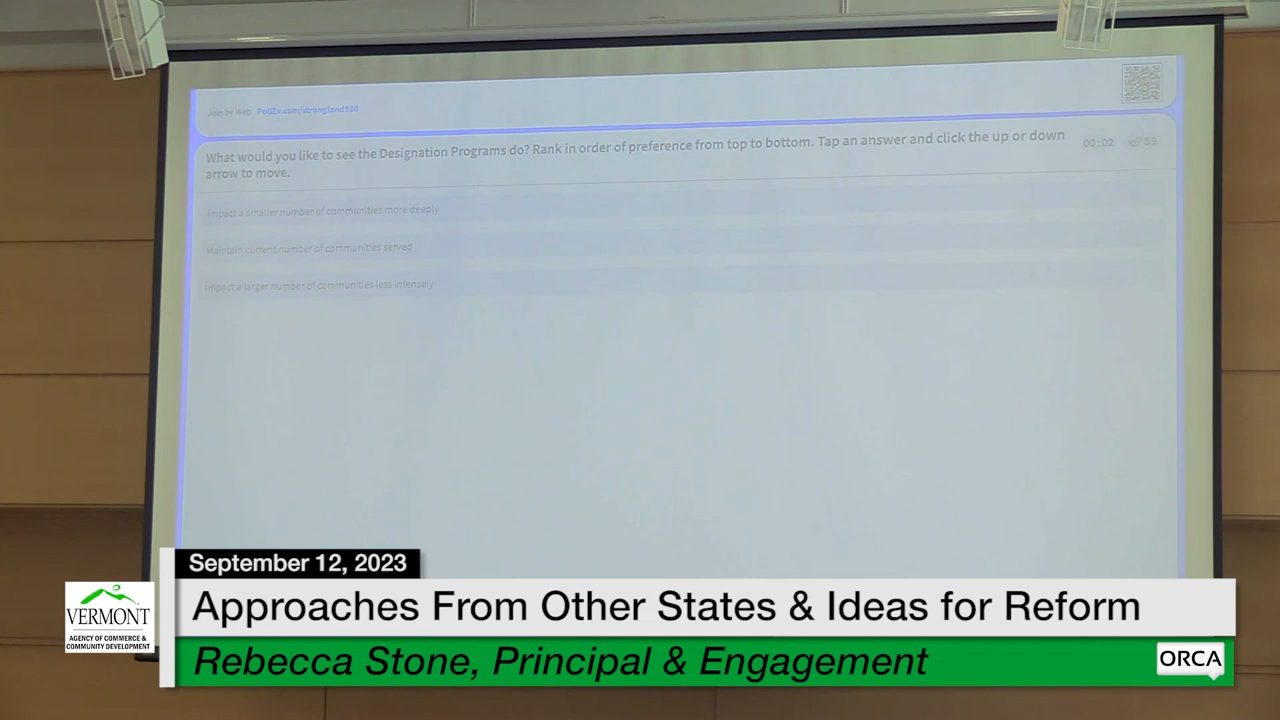 Join by Web PollEv.com/strongland388
What would you like to see the Designation Programs do? Rank in order of preference from top to bottom. Tap an answer and click the up or down
arrow to move.
00:02
59
Impact a smaller number of communities more deeply
Maintain current number of communities served
Impact a larger number of communities less intensely
September 12, 2023
Approaches From Other States & Ideas for Reform
Rebecca Stone, Principal & Engagement
VERMONT
AGENCY OF COMMERCE &
COMMUNITY DEVELOPMENT
ORCA